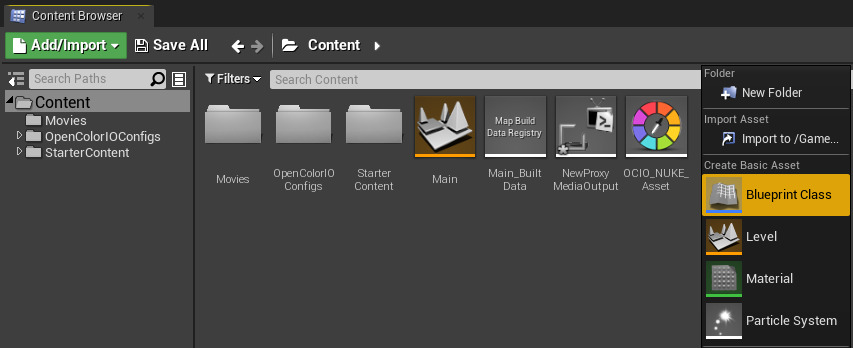 Content Browser
Add/Import
Save All
Content
Search Paths
Filters
Search Content
Content
Movies
OpenColorIOConfigs
StarterContent
Movies
OpenColorIO
Configs
Starter
Content
Main
Map Build
Data Registry
Main_Built
Data
NewProxy
MediaOutput
OCIO_NUKE_
Asset
Folder
New Folder
Import Asset
Import to /Game...
Create Basic Asset
Blueprint Class
Level
Material
Particle System